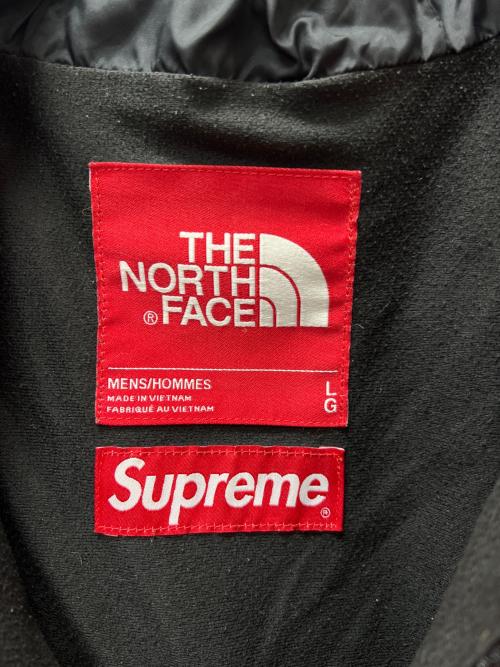 THE
NORTH
® FACE
MENS/HOMMES L
MADE IN VIETNAM G
FABRIQUÉ AU VIETNAM
Supreme ®